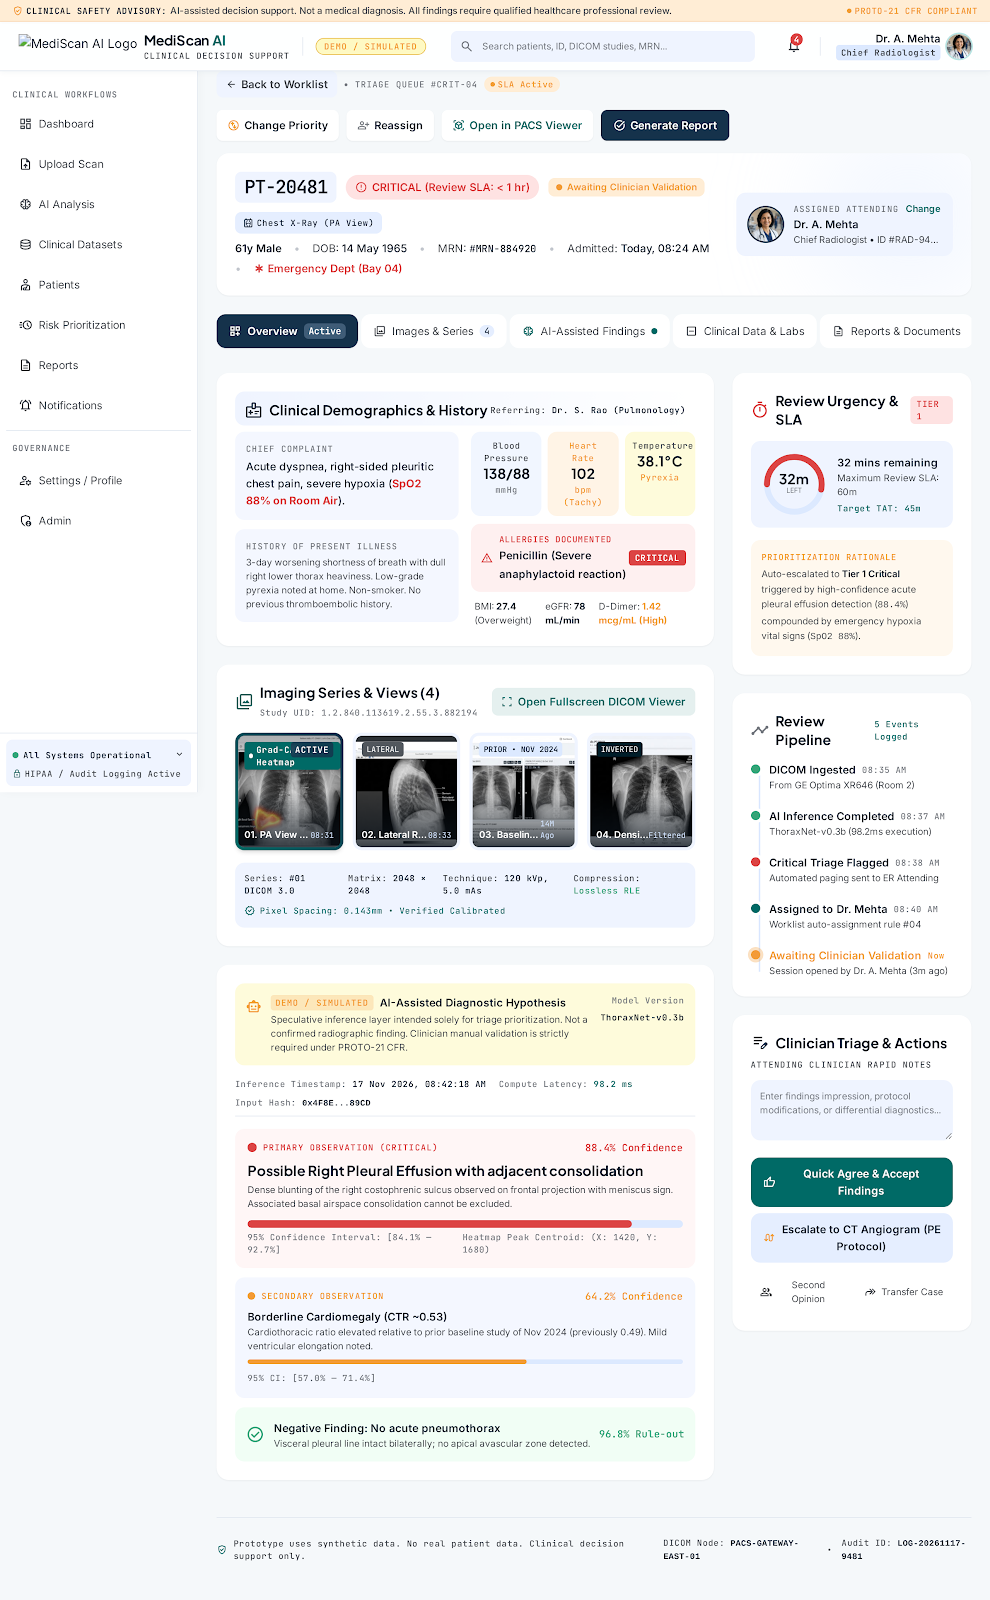 CLINICAL SAFETY ADVISORY: AI-assisted decision support. Not a medical diagnosis. All findings require qualified healthcare professional review.
PROTO-21 CFR COMPLIANT
MediScan AI Logo
MediScan AI
CLINICAL DECISION SUPPORT
DEMO / SIMULATED
Search patients, ID, DICOM studies, MRN...
4
Dr. A. Mehta
Chief Radiologist
CLINICAL WORKFLOWS
Dashboard
Upload Scan
AI Analysis
Clinical Datasets
Patients
Risk Prioritization
Reports
Notifications
GOVERNANCE
Settings / Profile
Admin
All Systems Operational
HIPAA / Audit Logging Active
Back to Worklist
• TRIAGE QUEUE #CRIT-04
SLA Active
Change Priority
Reassign
Open in PACS Viewer
Generate Report
PT-20481
CRITICAL (Review SLA: < 1 hr)
Awaiting Clinician Validation
Chest X-Ray (PA View)
61y Male • DOB: 14 May 1965 • MRN: #MRN-884920 • Admitted: Today, 08:24 AM
• Emergency Dept (Bay 04)
ASSIGNED ATTENDING
Change
Dr. A. Mehta
Chief Radiologist • ID #RAD-94...
Overview
Active
Images & Series
4
AI-Assisted Findings
Clinical Data & Labs
Reports & Documents
Clinical Demographics & History
Referring: Dr. S. Rao (Pulmonology)
CHIEF COMPLAINT
Acute dyspnea, right-sided pleuritic
chest pain, severe hypoxia (SpO2
88% on Room Air).
HISTORY OF PRESENT ILLNESS
3-day worsening shortness of breath with dull
right lower thorax heaviness. Low-grade
pyrexia noted at home. Non-smoker. No
previous thromboembolic history.
Blood
Pressure
138/88
mmHg
Heart
Rate
102
bpm
(Tachy)
Temperature
38.1°C
Pyrexia
ALLERGIES DOCUMENTED
Penicillin (Severe
anaphylactoid reaction)
CRITICAL
BMI: 27.4
(Overweight)
eGFR: 78
mL/min
D-Dimer: 1.42
mcg/mL (High)
Imaging Series & Views (4)
Study UID: 1.2.840.113619.2.55.3.882194
Open Fullscreen DICOM Viewer
Grad-C
Heatmap
ACTIVE
01. PA View ...
08:31
LATERAL
02. Lateral R...
08:33
PRIOR • NOV 2024
03. Baselin...
14M
Ago
INVERTED
04. Densi...
Filtered
Series: #01
DICOM 3.0
Matrix: 2048 ×
2048
Technique: 120 kVp,
5.0 mAs
Compression:
Lossless RLE
Pixel Spacing: 0.143mm • Verified Calibrated
DEMO / SIMULATED
AI-Assisted Diagnostic Hypothesis
Speculative inference layer intended solely for triage prioritization. Not a
confirmed radiographic finding. Clinician manual validation is strictly
required under PROTO-21 CFR.
Model Version
ThoraxNet-v0.3b
Inference Timestamp: 17 Nov 2026, 08:42:18 AM
Compute Latency: 98.2 ms
Input Hash: 0x4F8E...89CD
PRIMARY OBSERVATION (CRITICAL)
88.4% Confidence
Possible Right Pleural Effusion with adjacent consolidation
Dense blunting of the right costophrenic sulcus observed on frontal projection with meniscus sign.
Associated basal airspace consolidation cannot be excluded.
95% Confidence Interval: [84.1% –
92.7%]
Heatmap Peak Centroid: (X: 1420, Y:
1680)
SECONDARY OBSERVATION
64.2% Confidence
Borderline Cardiomegaly (CTR ~0.53)
Cardiothoracic ratio elevated relative to prior baseline study of Nov 2024 (previously 0.49). Mild
ventricular elongation noted.
95% CI: [57.0% – 71.4%]
Negative Finding: No acute pneumothorax
Visceral pleural line intact bilaterally; no apical avascular zone detected.
96.8% Rule-out
Review Urgency &
SLA
TIER
1
32m
LEFT
32 mins remaining
Maximum Review SLA:
60m
Target TAT: 45m
PRIORITIZATION RATIONALE
Auto-escalated to Tier 1 Critical
triggered by high-confidence acute
pleural effusion detection (88.4%)
compounded by emergency hypoxia
vital signs (SpO2 88%).
Review
Pipeline
5 Events
Logged
DICOM Ingested 08:35 AM
From GE Optima XR646 (Room 2)
AI Inference Completed 08:37 AM
ThoraxNet-v0.3b (98.2ms execution)
Critical Triage Flagged 08:38 AM
Automated paging sent to ER Attending
Assigned to Dr. Mehta 08:40 AM
Worklist auto-assignment rule #04
Awaiting Clinician Validation Now
Session opened by Dr. A. Mehta (3m ago)
Clinician Triage & Actions
ATTENDING CLINICIAN RAPID NOTES
Enter findings impression, protocol
modifications, or differential diagnostics...
Quick Agree & Accept
Findings
Escalate to CT Angiogram (PE
Protocol)
Second
Opinion
Transfer Case
Prototype uses synthetic data. No real patient data. Clinical decision
support only.
DICOM Node: PACS-GATEWAY-
EAST-01
•
Audit ID: LOG-20261117-
9481